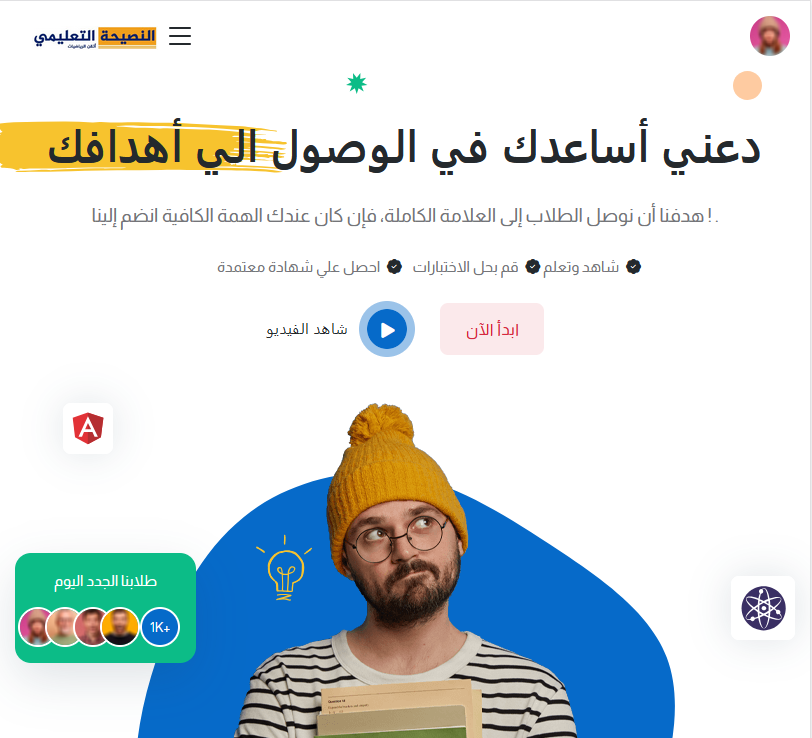 النصيحة التعليمي
أتقن الرياضيات
دعني أساعدك في الوصول الي أهدافك
هدفنا أن نوصل الطلاب إلى العلامة الكاملة، فإن كان عندك الهمة الكافية انضم إلينا ! .
شاهد وتعلم قم بحل الاختبارات احصل علي شهادة معتمدة
ابدأ الآن
شاهد الفيديو
A
طلابنا الجدد اليوم
1K+